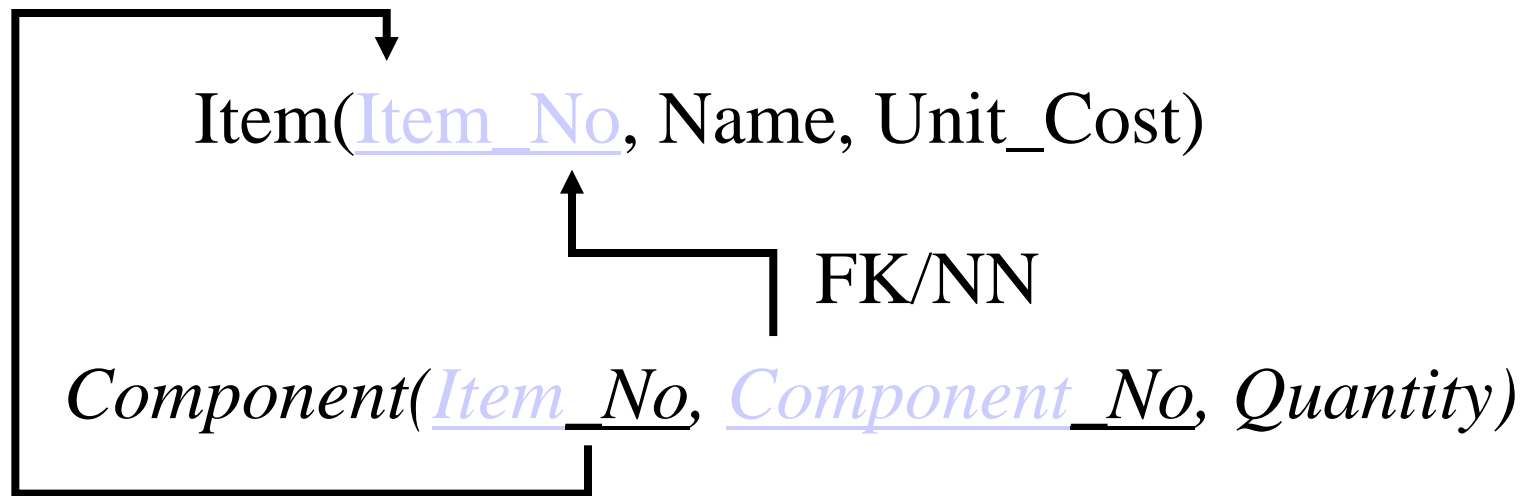 Item(Item_No, Name, Unit_Cost)
FK/NN
Component(Item_No, Component_No, Quantity)